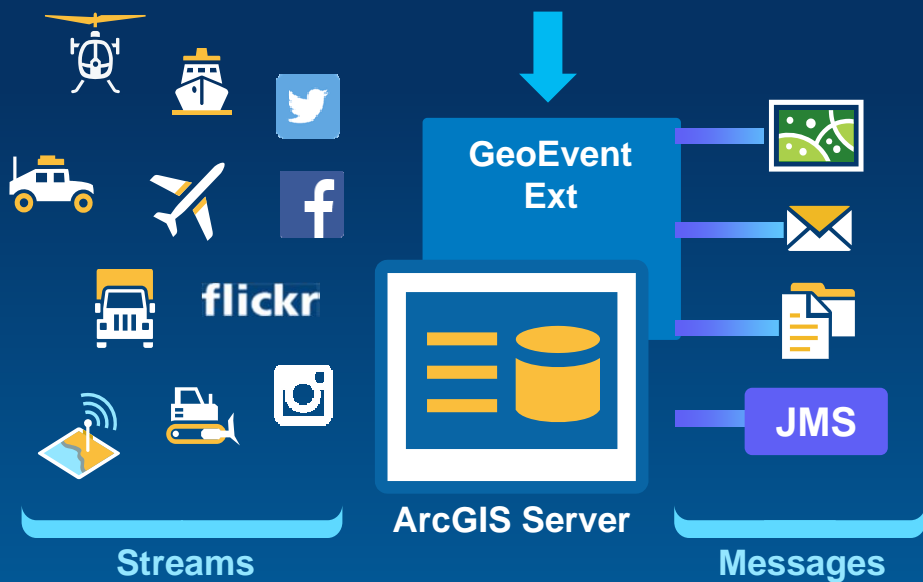 GeoEvent
Ext
flickr
JMS
ArcGIS Server
Streams
Messages